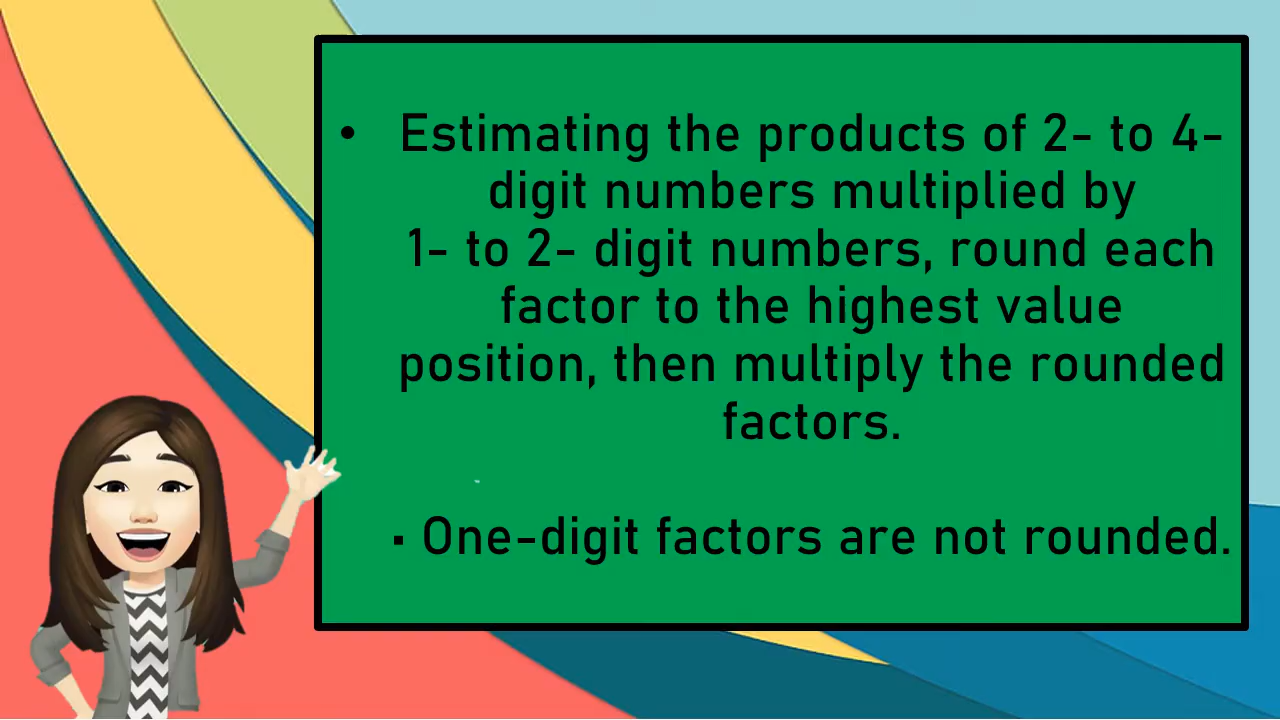 • Estimating the products of 2- to 4-
digit numbers multiplied by
1- to 2- digit numbers, round each
factor to the highest value
position, then multiply the rounded
factors.
▪ One-digit factors are not rounded.